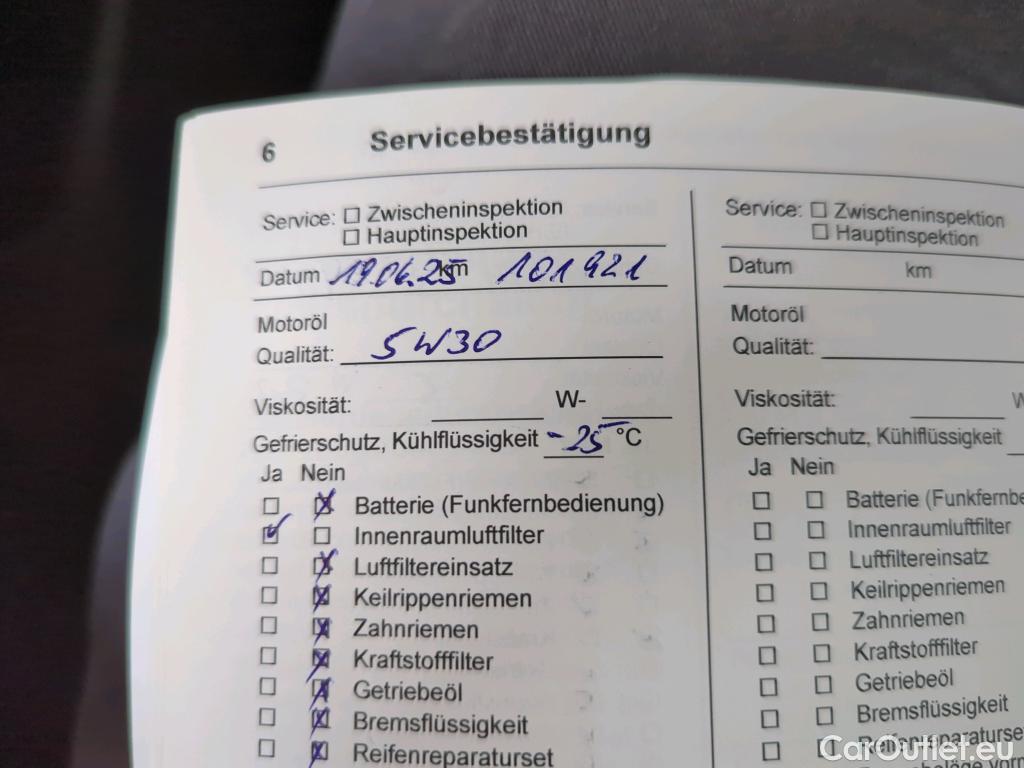 6 Servicebestätigung
Service: ☐ Zwischeninspektion
☐ Hauptinspektion
Datum 19.06.25 km 101921
Motoröl
Qualität: 5W30
Viskosität: W-
Gefrierschutz, Kühlflüssigkeit -25 °C
Ja Nein
Batterie (Funkfernbedienung)
Innenraumluftfilter
Luftfiltereinsatz
Keilrippenriemen
Zahnriemen
Kraftstofffilter
Getriebeöl
Bremsflüssigkeit
Reifenreparaturset
Service: ☐ Zwischeninspektion
☐ Hauptinspektion
Datum km
Motoröl
Qualität:
Viskosität: W
Gefrierschutz, Kühlflüssigkeit
Ja Nein
Batterie (Funkfernbe
Innenraumluftfilter
Luftfiltereinsatz
Keilrippenriemen
Zahnriemen
Kraftstofffilter
Getriebeöl
Bremsflüssigkeit
Reifenreparaturse
CarOutlet.eu